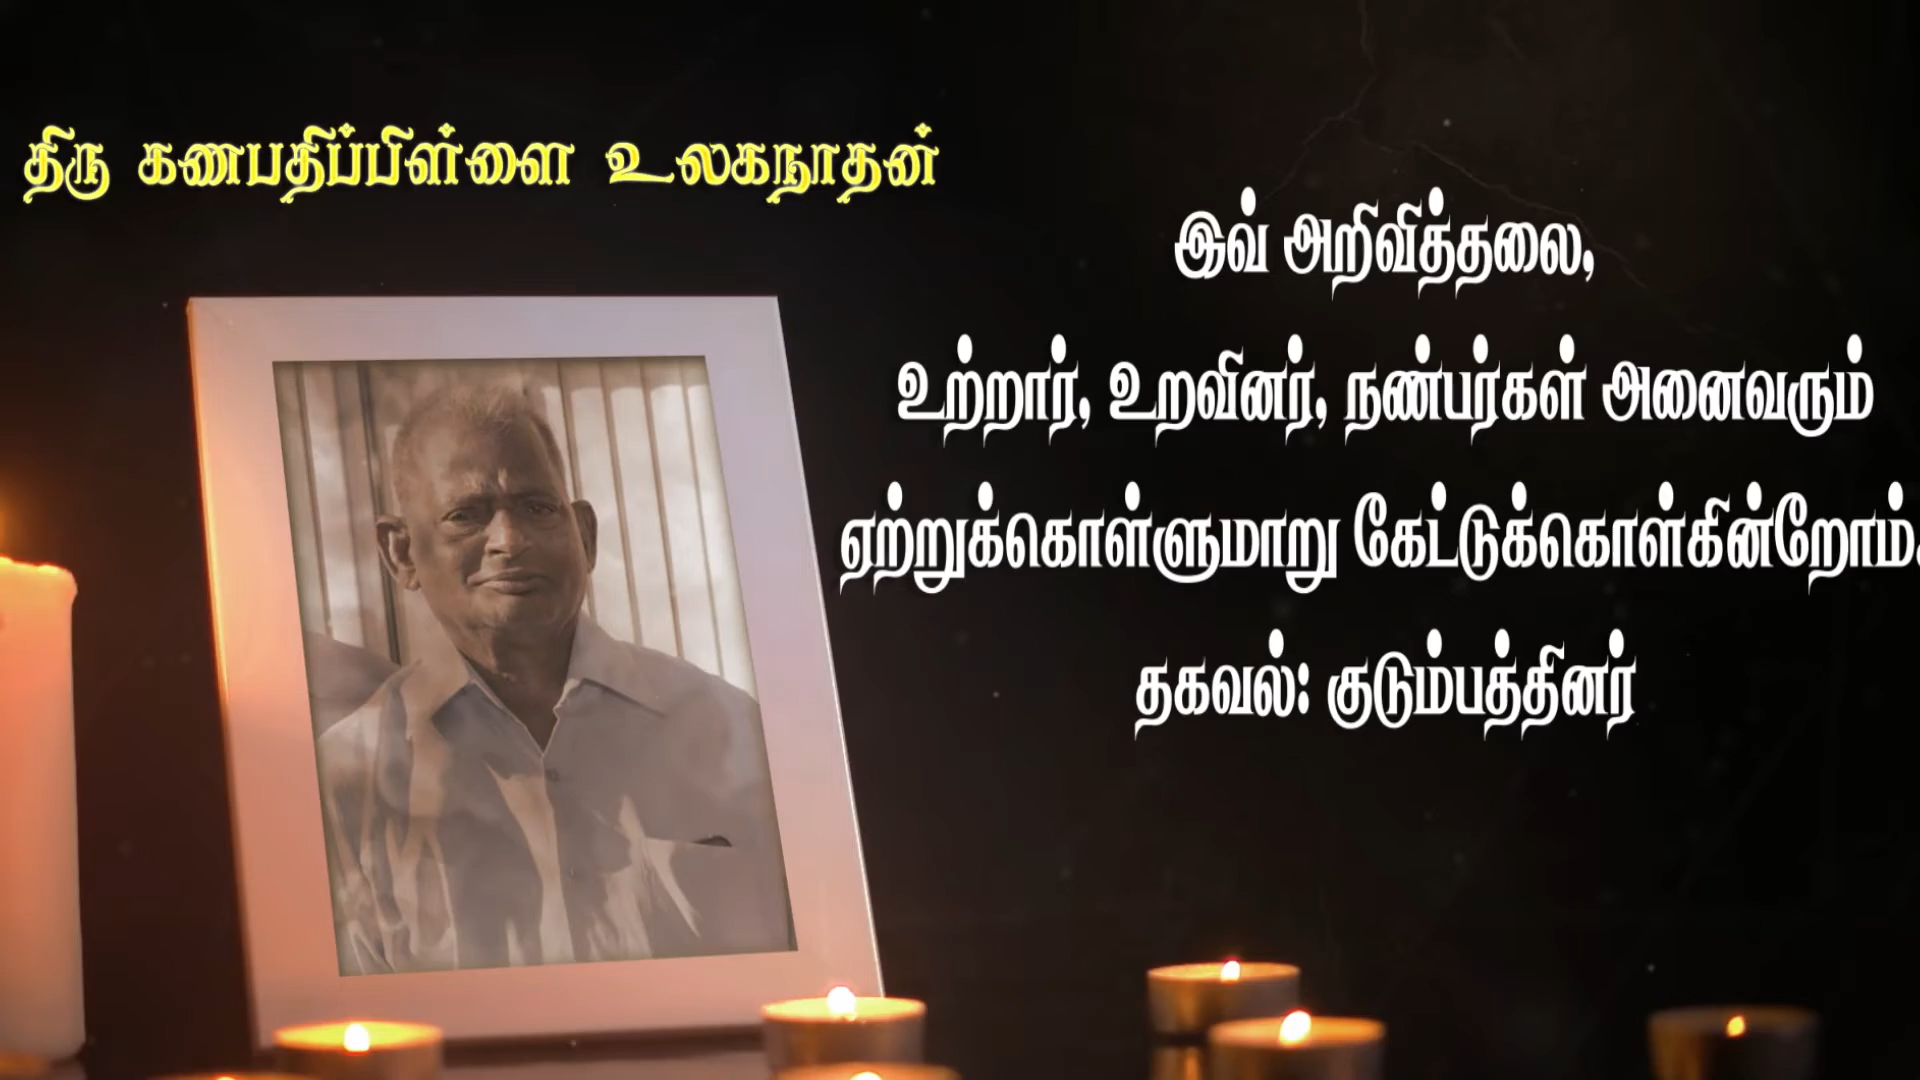 திரு கணபதிப்பிள்ளை உலகநாதன்
இவ் அறிவித்தலை,
உற்றார், உறவினர், நண்பர்கள் அனைவரும்
ஏற்றுக்கொள்ளுமாறு கேட்டுக்கொள்கின்றோம்.
தகவல்: குடும்பத்தினர்